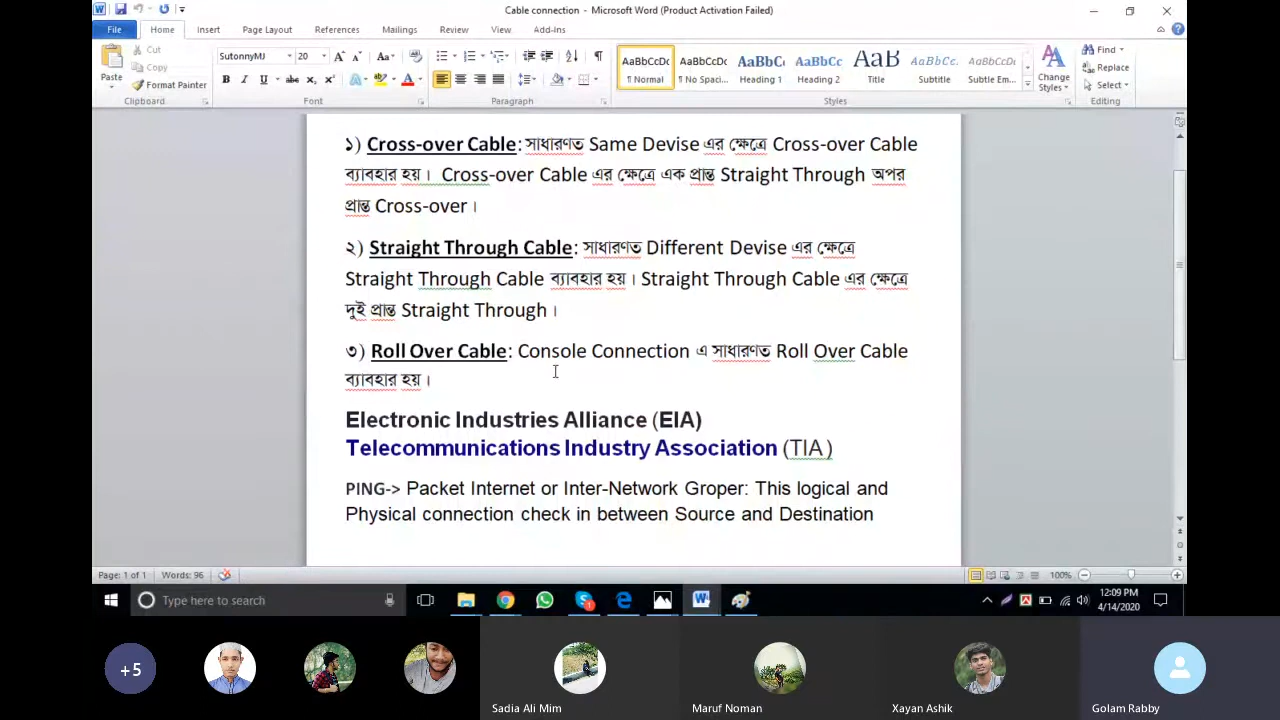 Cable connection - Microsoft Word (Product Activation Failed)
File Home Insert Page Layout References Mailings Review View Add-Ins
Paste
Cut
Copy
Format Painter
SutonnyMJ 20
AaBbCcDc
¶ Normal
AaBbCcDc
¶ No Spaci...
AaBbC
Heading 1
AaBbCc
Heading 2
AaB
Title
AaBbCc.
Subtitle
AaBbCcDc
Subtle Em...
Change
Styles
Find
Replace
Select
Clipboard Font Paragraph Styles Editing
১) Cross-over Cable: সাধারণত Same Devise এর ক্ষেত্রে Cross-over Cable
ব্যাবহার হয়। Cross-over Cable এর ক্ষেত্রে এক প্রান্ত Straight Through অপর
প্রান্ত Cross-over।
২) Straight Through Cable: সাধারণত Different Devise এর ক্ষেত্রে
Straight Through Cable ব্যাবহার হয়। Straight Through Cable এর ক্ষেত্রে
দুই প্রান্ত Straight Through।
৩) Roll Over Cable: Console Connection এ সাধারণত Roll Over Cable
ব্যাবহার হয়।
Electronic Industries Alliance (EIA)
Telecommunications Industry Association (TIA)
PING-> Packet Internet or Inter-Network Groper: This logical and
Physical connection check in between Source and Destination
Page: 1 of 1 Words: 96 100%
Type here to search
12:09 PM
4/14/2020
+5
Sadia Ali Mim Maruf Noman Xayan Ashik Golam Rabby